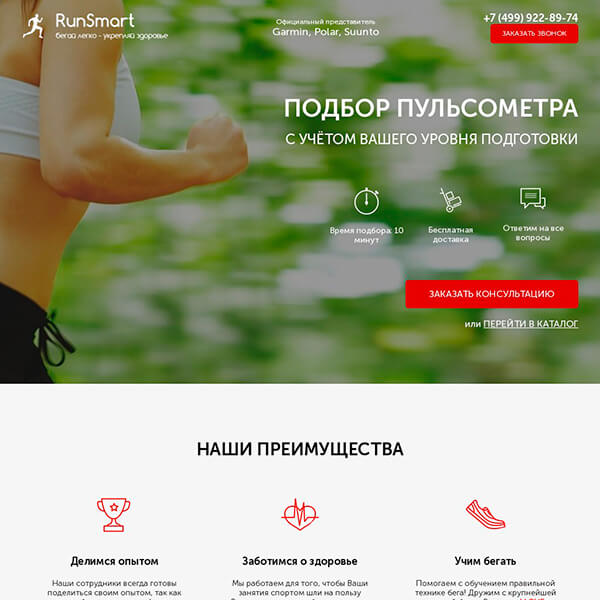 RunSmart
бегай легко - укрепляй здоровье
Официальный представитель
Garmin, Polar, Suunto
+7 (499) 922-89-74
ЗАКАЗАТЬ ЗВОНОК
ПОДБОР ПУЛЬСОМЕТРА
С УЧЁТОМ ВАШЕГО УРОВНЯ ПОДГОТОВКИ
Время подбора: 10
минут
Бесплатная
доставка
Ответим на все
вопросы
ЗАКАЗАТЬ КОНСУЛЬТАЦИЮ
или ПЕРЕЙТИ В КАТАЛОГ
НАШИ ПРЕИМУЩЕСТВА
Делимся опытом
Наши сотрудники всегда готовы
поделиться своим опытом, так как
Заботимся о здоровье
Мы работаем для того, чтобы Ваши
занятия спортом шли на пользу
Учим бегать
Помогаем с обучением правильной
технике бега! Дружим с крупнейшей